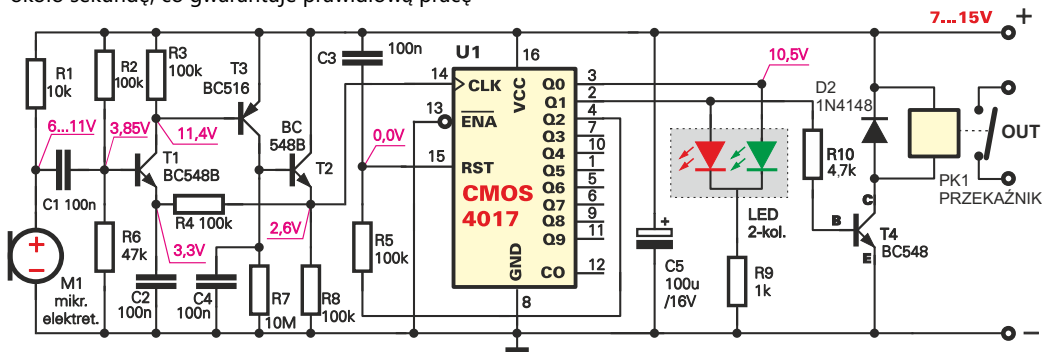 około sekundę, co gwarantuje prawidłową pracę
7...15V
+
R1
10k
R2
100k
R3
100k
T3
BC516
C3
100n
U1
16
VCC
14
CLK
13
ENA
15
RST
CMOS
4017
GND
8
Q0
3
Q1
2
Q2
4
Q3
7
Q4
10
Q5
1
Q6
5
Q7
6
Q8
9
Q9
11
CO
12
10,5V
D2
1N4148
OUT
PK1
PRZEKAŹNIK
6...11V
3,85V
11,4V
0,0V
BC
548B
T2
T1
BC548B
C1 100n
R4 100k
3,3V
2,6V
R6
47k
R5
100k
M1
mikr.
elektret.
C2
100n
C4
100n
R7
10M
R8
100k
C5
100u
/16V
+
LED
2-kol.
R9
1k
R10
4,7k
B
C
E
T4
BC548
+
−
−